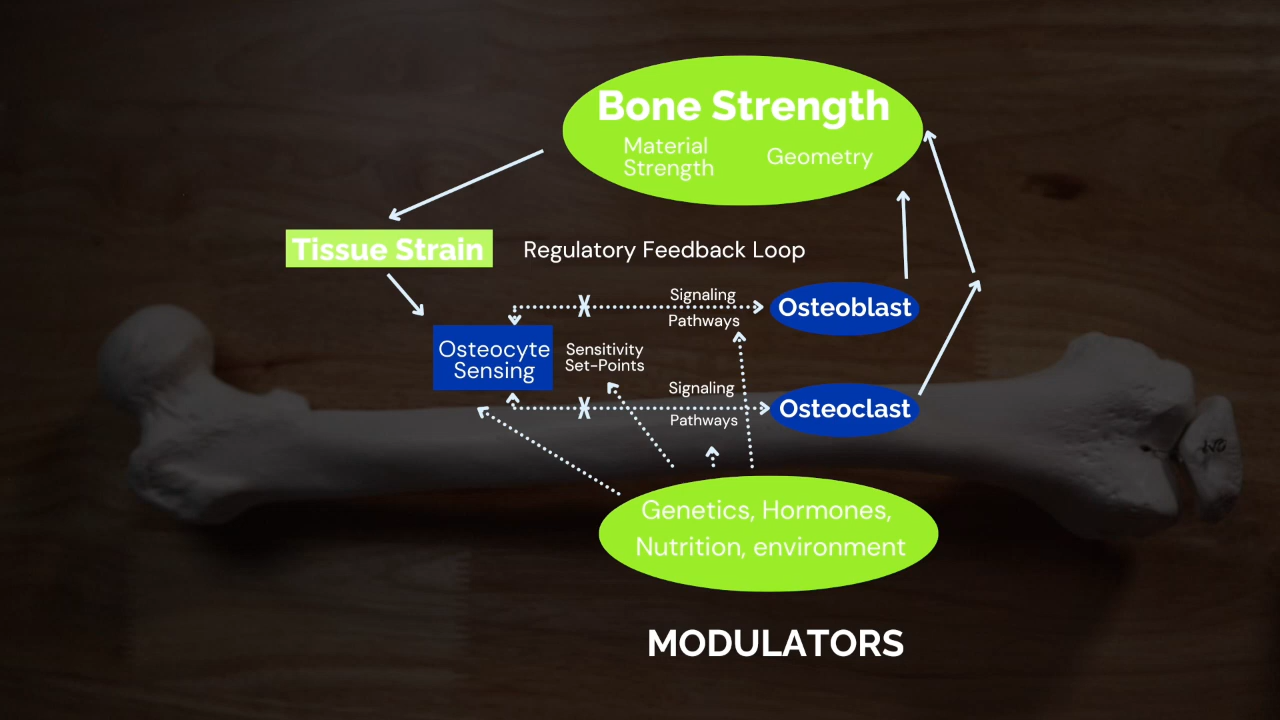 Bone Strength
Material
Strength
Geometry
Tissue Strain
Regulatory Feedback Loop
Signaling
Pathways
Osteoblast
Osteocyte
Sensing
Sensitivity
Set-Points
Signaling
Pathways
Osteoclast
Genetics, Hormones,
Nutrition, environment
MODULATORS